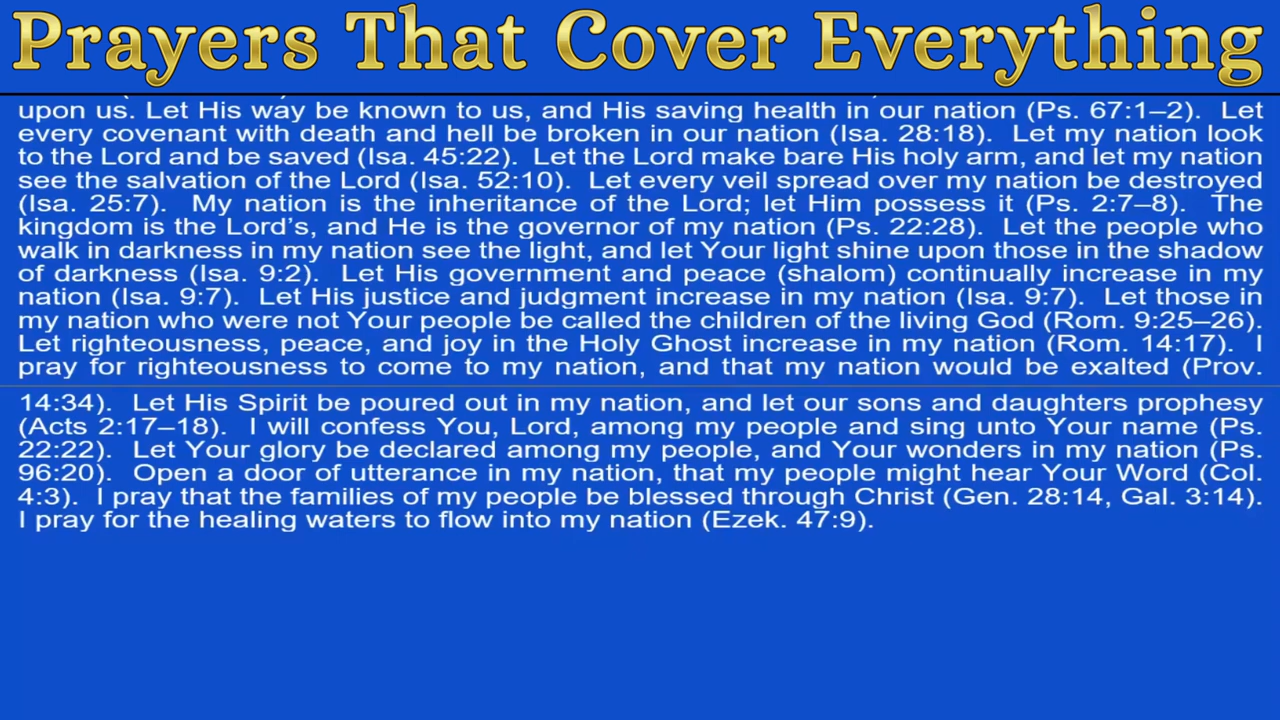 Prayers That Cover Everything
upon us. Let His way be known to us, and His saving health in our nation (Ps. 67:1–2). Let
every covenant with death and hell be broken in our nation (Isa. 28:18). Let my nation look
to the Lord and be saved (Isa. 45:22). Let the Lord make bare His holy arm, and let my nation
see the salvation of the Lord (Isa. 52:10). Let every veil spread over my nation be destroyed
(Isa. 25:7). My nation is the inheritance of the Lord; let Him possess it (Ps. 2:7–8). The
kingdom is the Lord’s, and He is the governor of my nation (Ps. 22:28). Let the people who
walk in darkness in my nation see the light, and let Your light shine upon those in the shadow
of darkness (Isa. 9:2). Let His government and peace (shalom) continually increase in my
nation (Isa. 9:7). Let His justice and judgment increase in my nation (Isa. 9:7). Let those in
my nation who were not Your people be called the children of the living God (Rom. 9:25–26).
Let righteousness, peace, and joy in the Holy Ghost increase in my nation (Rom. 14:17). I
pray for righteousness to come to my nation, and that my nation would be exalted (Prov.
14:34). Let His Spirit be poured out in my nation, and let our sons and daughters prophesy
(Acts 2:17–18). I will confess You, Lord, among my people and sing unto Your name (Ps.
22:22). Let Your glory be declared among my people, and Your wonders in my nation (Ps.
96:20). Open a door of utterance in my nation, that my people might hear Your Word (Col.
4:3). I pray that the families of my people be blessed through Christ (Gen. 28:14, Gal. 3:14).
I pray for the healing waters to flow into my nation (Ezek. 47:9).